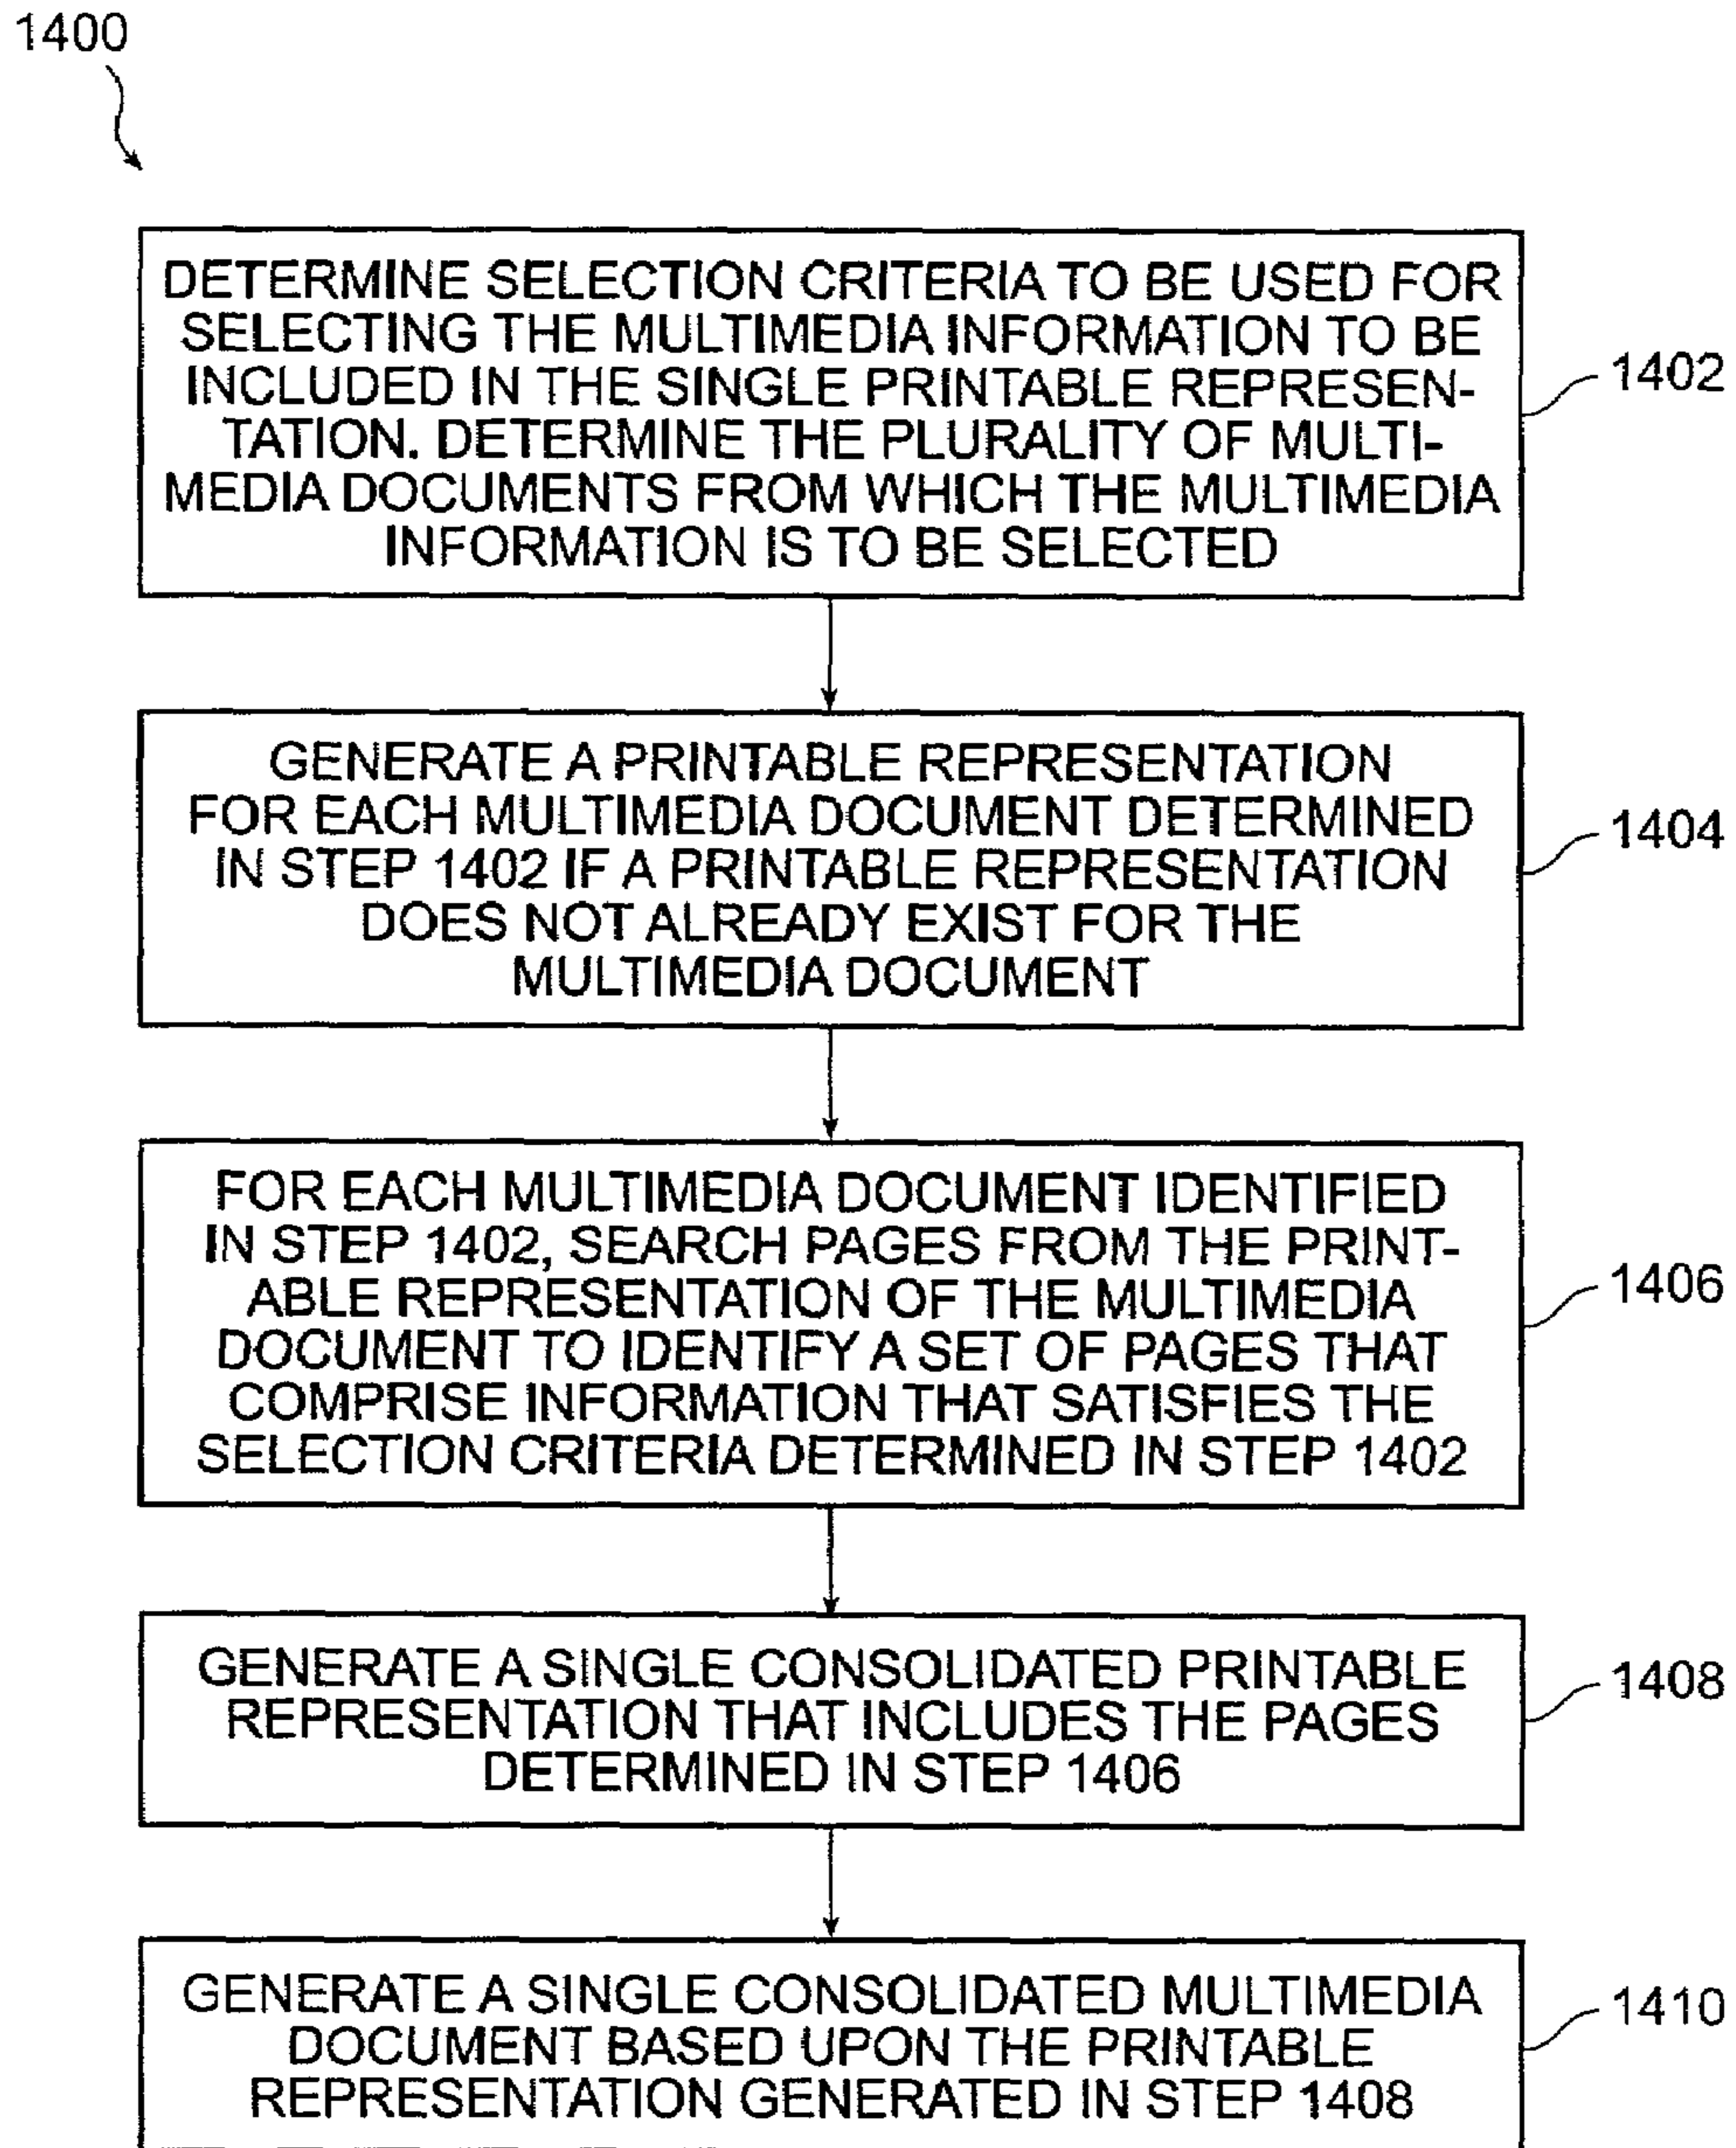 1400
DETERMINE SELECTION CRITERIA TO BE USED FOR
SELECTING THE MULTIMEDIA INFORMATION TO BE
INCLUDED IN THE SINGLE PRINTABLE REPRESEN-
TATION. DETERMINE THE PLURALITY OF MULTI-
MEDIA DOCUMENTS FROM WHICH THE MULTIMEDIA
INFORMATION IS TO BE SELECTED
1402
GENERATE A PRINTABLE REPRESENTATION
FOR EACH MULTIMEDIA DOCUMENT DETERMINED
IN STEP 1402 IF A PRINTABLE REPRESENTATION
DOES NOT ALREADY EXIST FOR THE
MULTIMEDIA DOCUMENT
1404
FOR EACH MULTIMEDIA DOCUMENT IDENTIFIED
IN STEP 1402, SEARCH PAGES FROM THE PRINT-
ABLE REPRESENTATION OF THE MULTIMEDIA
DOCUMENT TO IDENTIFY A SET OF PAGES THAT
COMPRISE INFORMATION THAT SATISFIES THE
SELECTION CRITERIA DETERMINED IN STEP 1402
1406
GENERATE A SINGLE CONSOLIDATED PRINTABLE
REPRESENTATION THAT INCLUDES THE PAGES
DETERMINED IN STEP 1406
1408
GENERATE A SINGLE CONSOLIDATED MULTIMEDIA
DOCUMENT BASED UPON THE PRINTABLE
REPRESENTATION GENERATED IN STEP 1408
1410